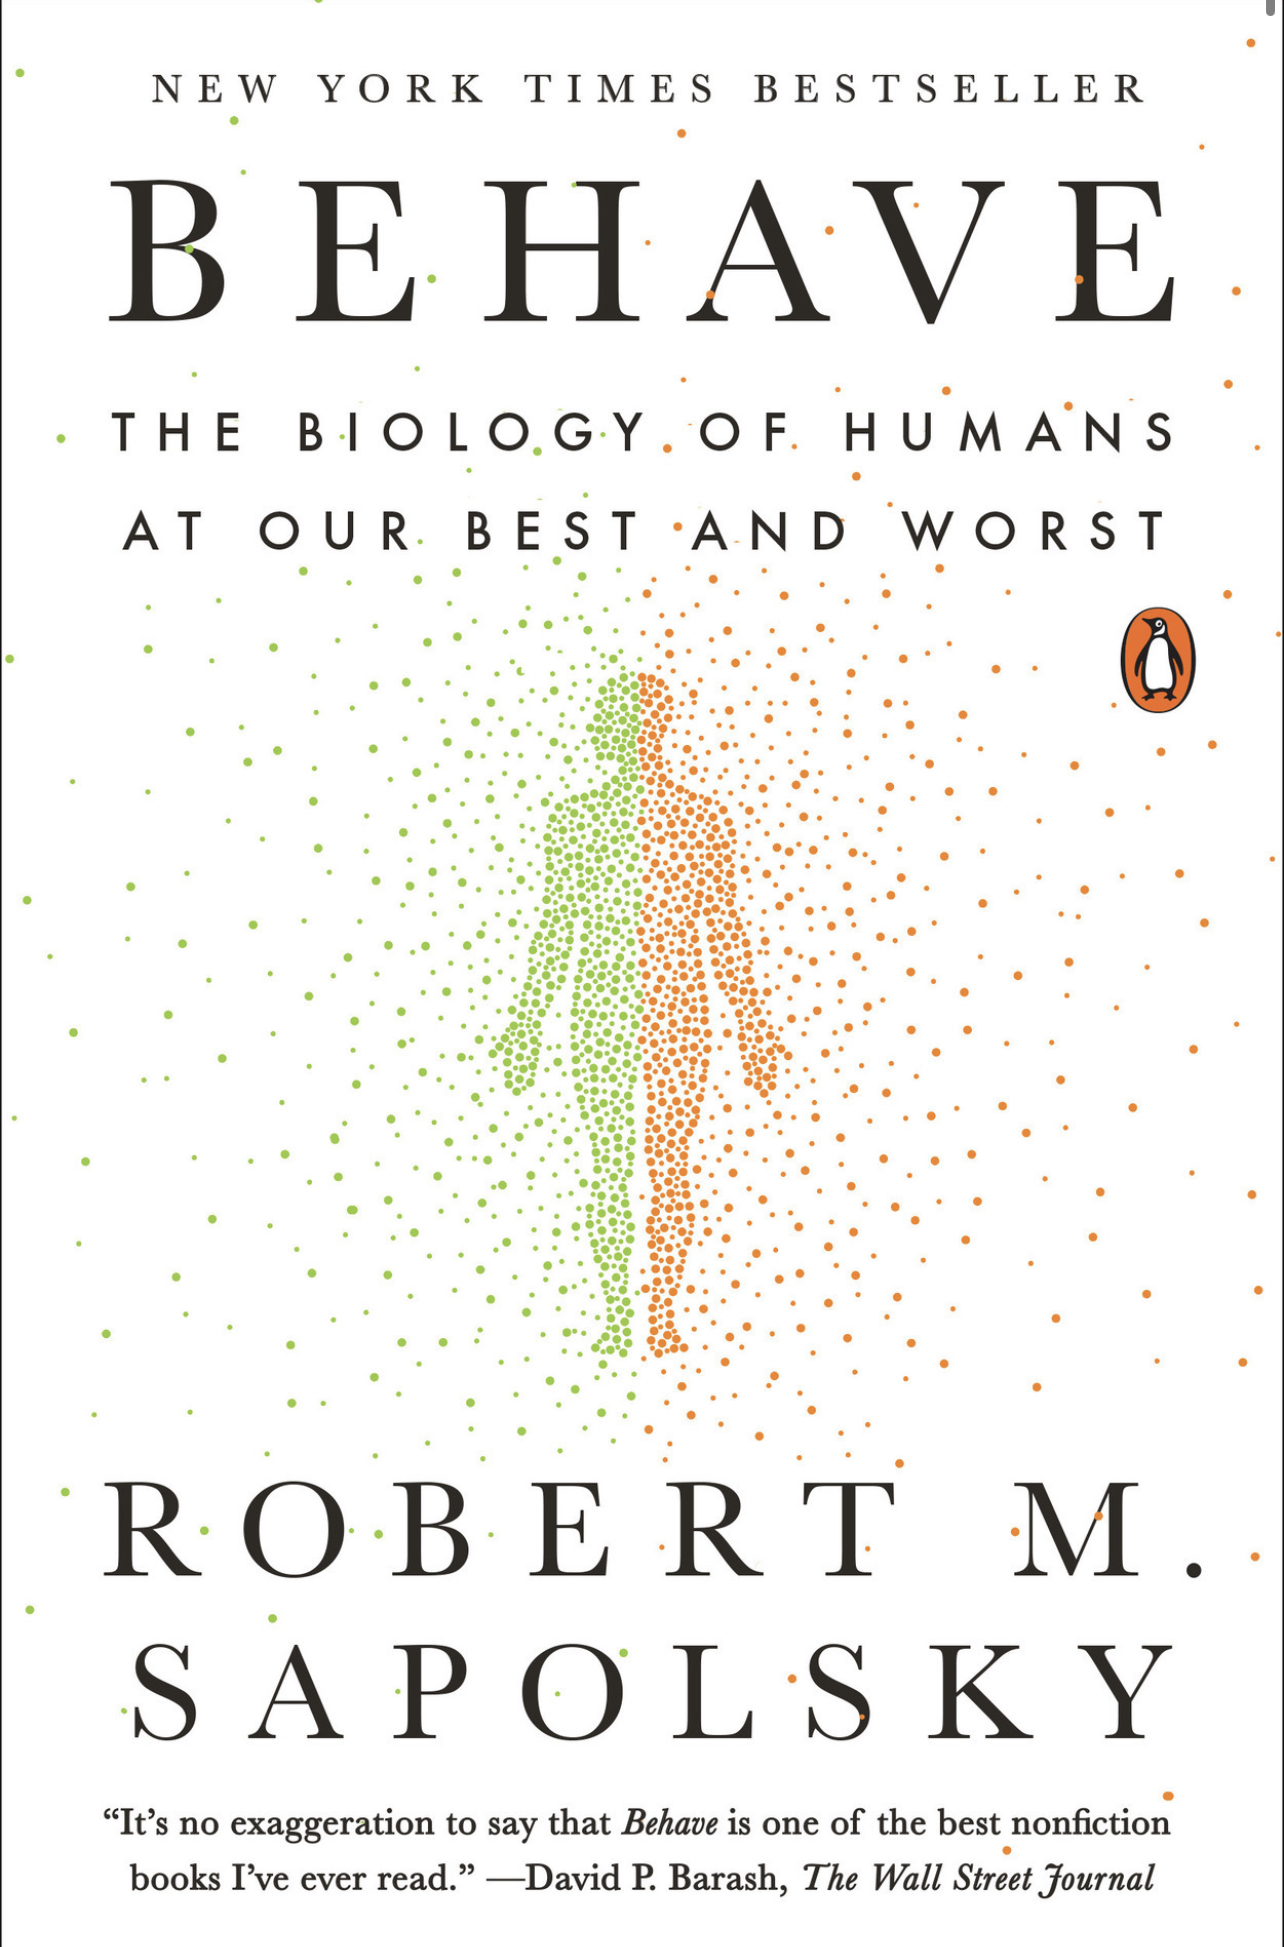 NEW YORK TIMES BESTSELLER
BEHAVE
THE BIOLOGY OF HUMANS
AT OUR BEST AND WORST
ROBERT M.
SAPOLSKY
“It’s no exaggeration to say that Behave is one of the best nonfiction
books I’ve ever read.” —David P. Barash, The Wall Street Journal